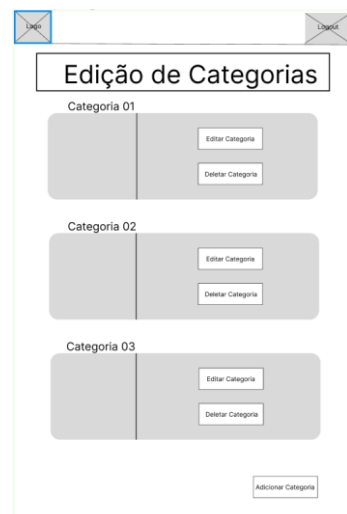 Logo
Logout
Edição de Categorias
Categoria 01
Editar Categoria
Deletar Categoria
Categoria 02
Editar Categoria
Deletar Categoria
Categoria 03
Editar Categoria
Deletar Categoria
Adicionar Categoria